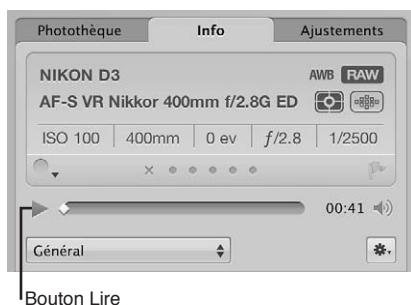 Photothèque Info Ajustements
NIKON D3 AWB RAW
AF-S VR Nikkor 400mm f/2.8G ED
ISO 100 400mm 0 ev ƒ/2.8 1/2500
00:41
Général
Bouton Lire